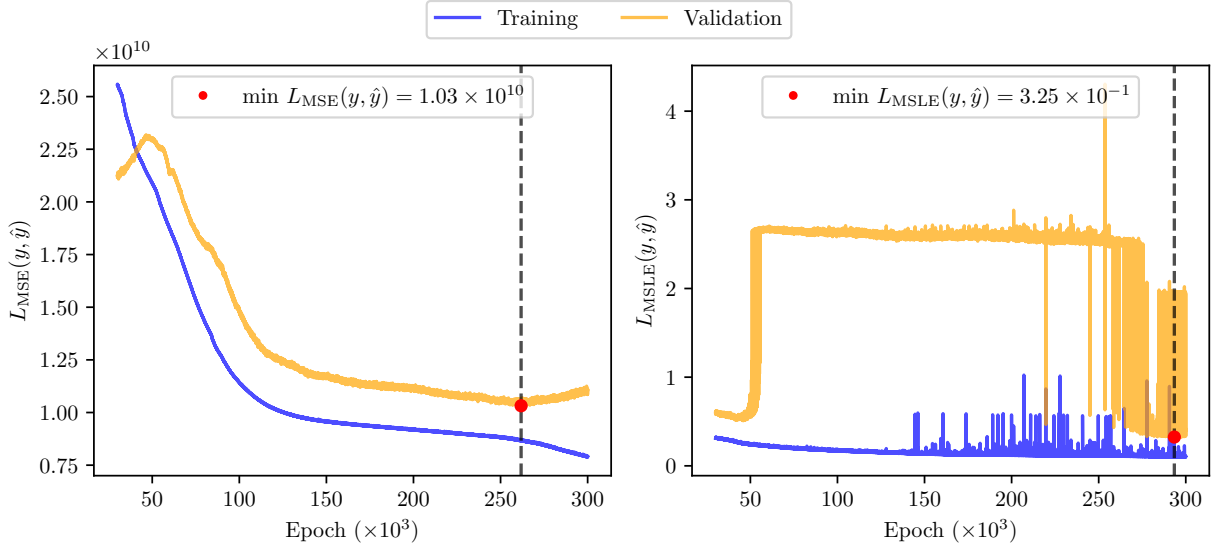 Training Validation
×10^10
min L_MSE(y, ŷ) = 1.03 × 10^10
2.50
2.25
2.00
1.75
1.50
1.25
1.00
0.75
L_MSE(y, ŷ)
50 100 150 200 250 300
Epoch (×10^3)
min L_MSLE(y, ŷ) = 3.25 × 10^−1
4
3
2
1
0
L_MSLE(y, ŷ)
50 100 150 200 250 300
Epoch (×10^3)